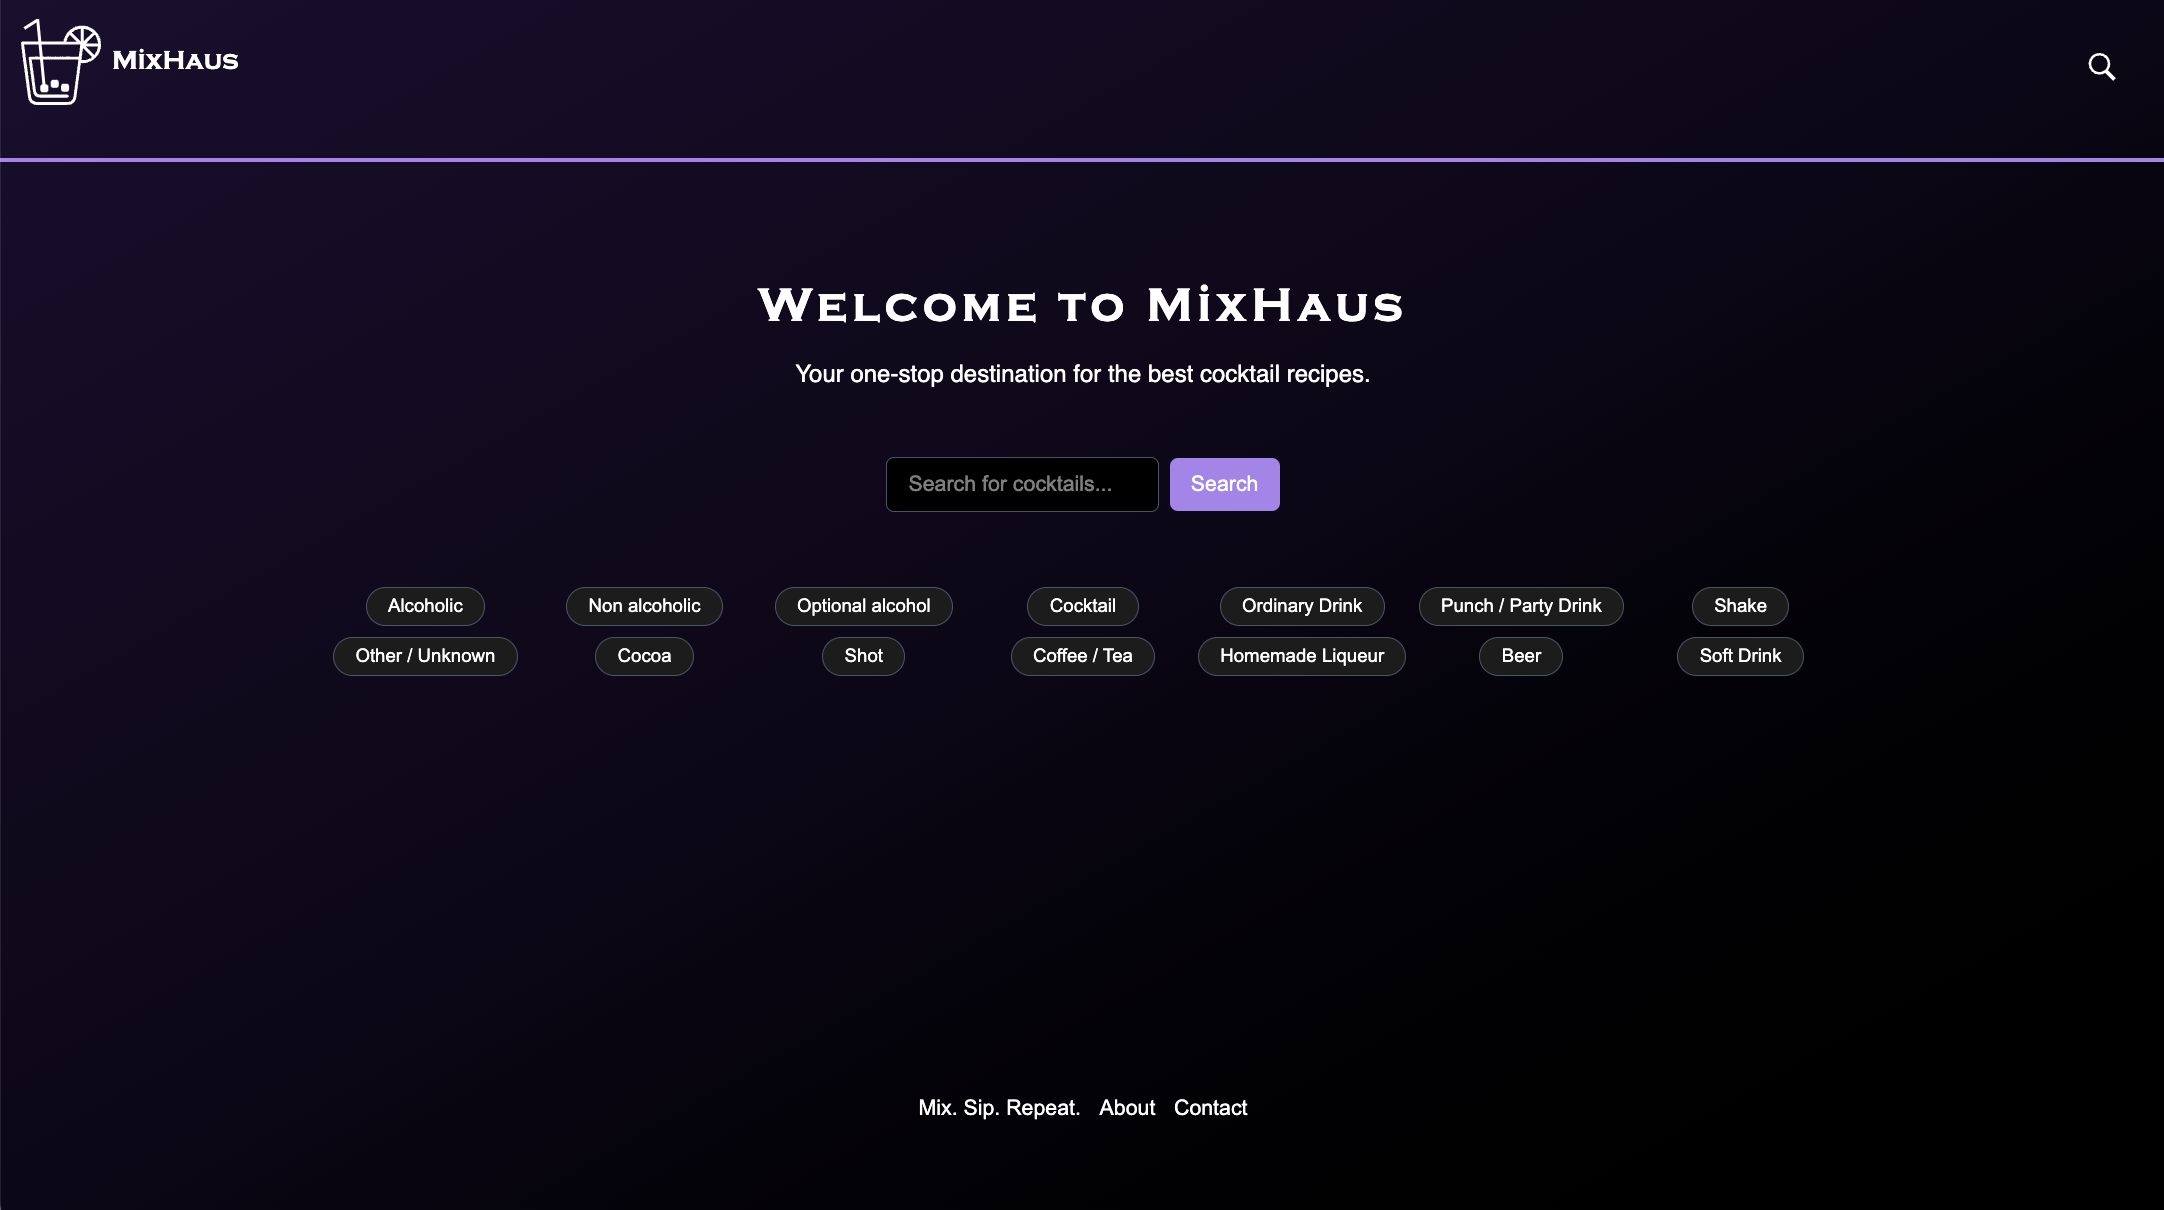 MixHaus
Welcome to MixHaus
Your one-stop destination for the best cocktail recipes.
Search for cocktails... Search
Alcoholic Non alcoholic Optional alcohol Cocktail Ordinary Drink Punch / Party Drink Shake
Other / Unknown Cocoa Shot Coffee / Tea Homemade Liqueur Beer Soft Drink
Mix. Sip. Repeat. About Contact